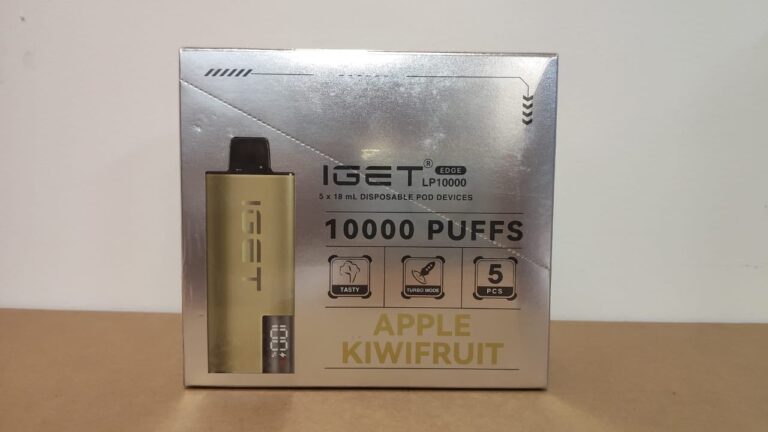 IGET® EDGE
LP10000
5 x 18 mL DISPOSABLE POD DEVICES
10000 PUFFS
TASTY
TURBO MODE
5
PCS
APPLE
KIWIFRUIT
IGET
100%